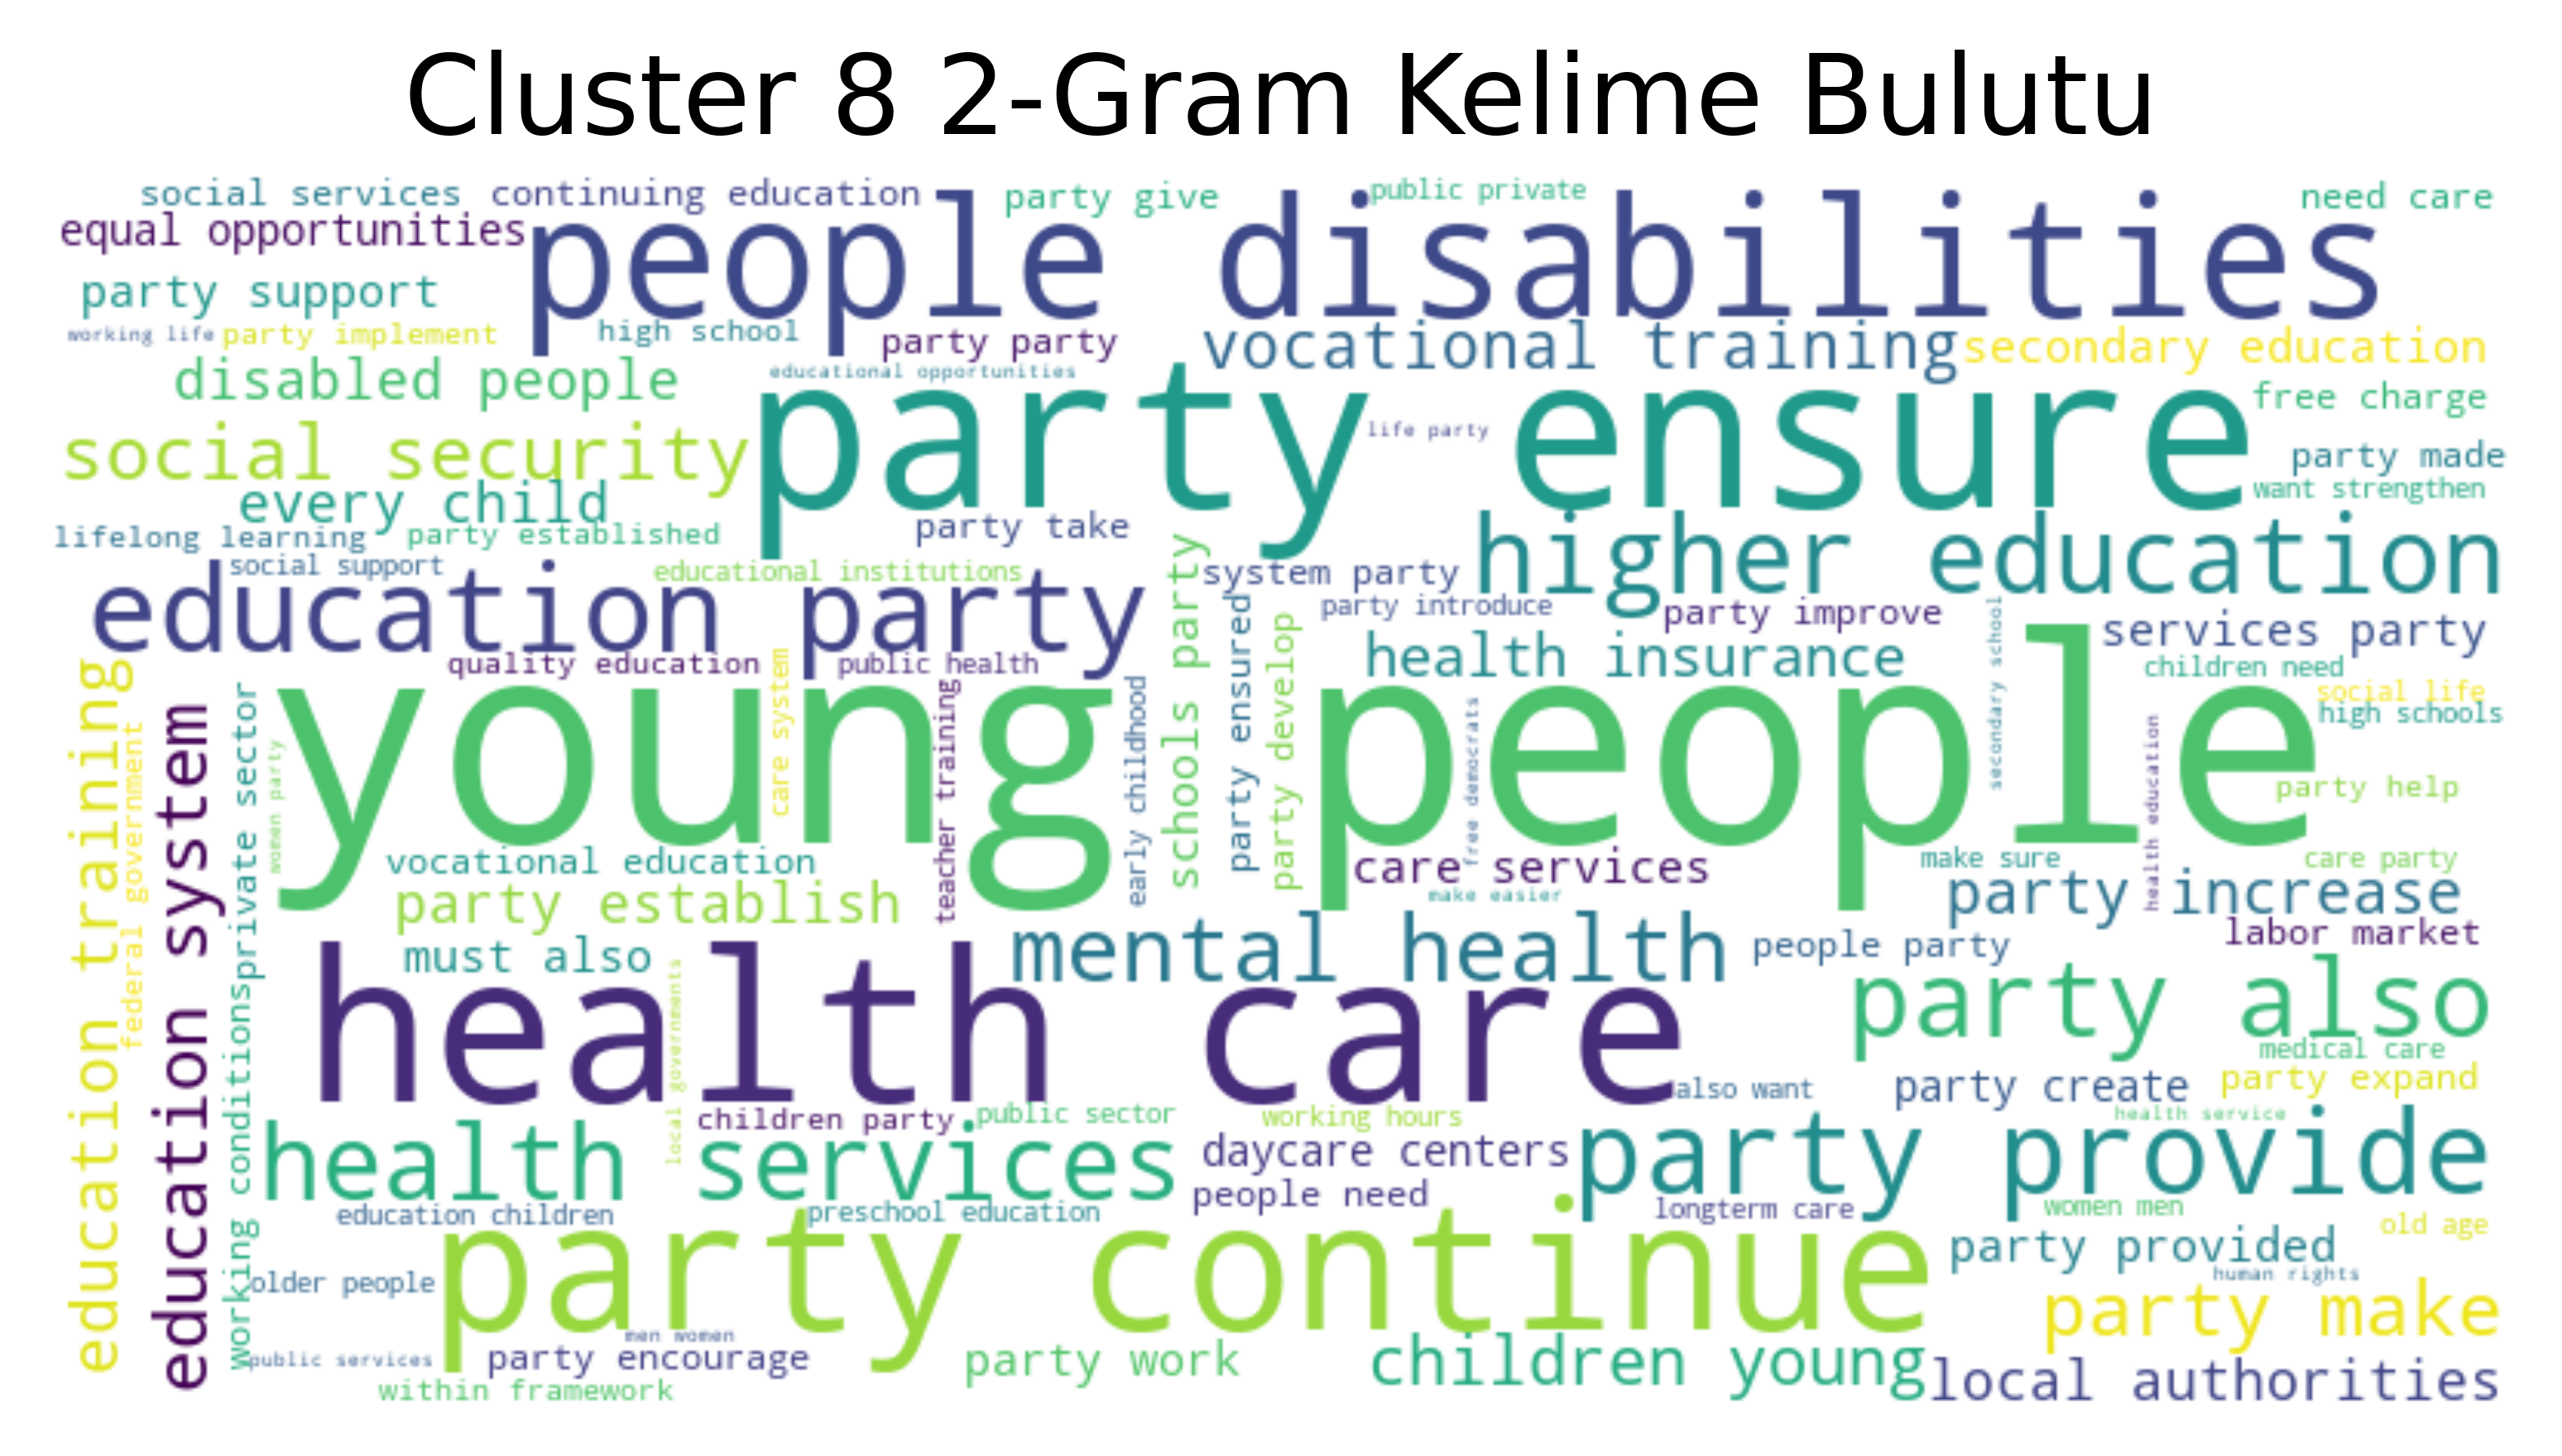 Cluster 8 2-Gram Kelime Bulutu
social services
continuing education
party give
public private
need care
equal opportunities
people disabilities
party support
working life
party implement
high school
party party
vocational training
secondary education
disabled people
educational opportunities
party ensure
free charge
social security
life party
party made
every child
want strengthen
lifelong learning
party established
party take
higher education
social support
educational institutions
system party
education party
party introduce
party improve
services party
quality education
public health
health insurance
children need
social life
high schools
young people
education training
federal government
education system
private sector
women party
care system
teacher training
early childhood
schools party
party ensured
party develop
free democrats
secondary school
health education
party help
vocational education
care services
make sure
care party
party establish
make easier
party increase
must also
mental health
people party
labor market
health care
local governments
working conditions
party also
medical care
also want
party create
party expand
children party
public sector
working hours
health service
health services
daycare centers
party provide
people need
education children
preschool education
longterm care
women men
old age
party continue
party provided
older people
human rights
party make
men women
public services
party encourage
party work
children young
local authorities
within framework